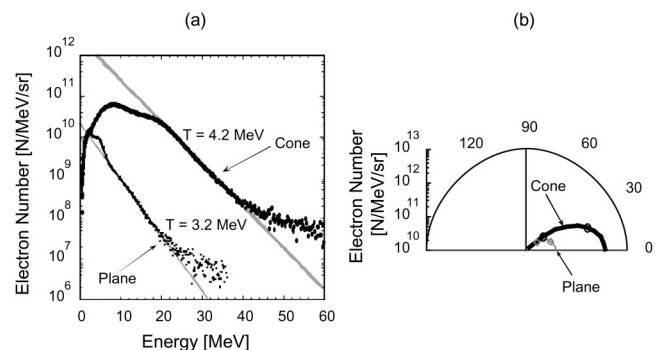 (a)
Electron Number [N/MeV/sr]
10^12
10^11
10^10
10^9
10^8
10^7
10^6
T = 4.2 MeV
Cone
T = 3.2 MeV
Plane
0 10 20 30 40 50 60
Energy [MeV]
(b)
Electron Number
[N/MeV/sr]
10^13
10^12
10^11
10^10
120
90
60
30
0
Cone
Plane